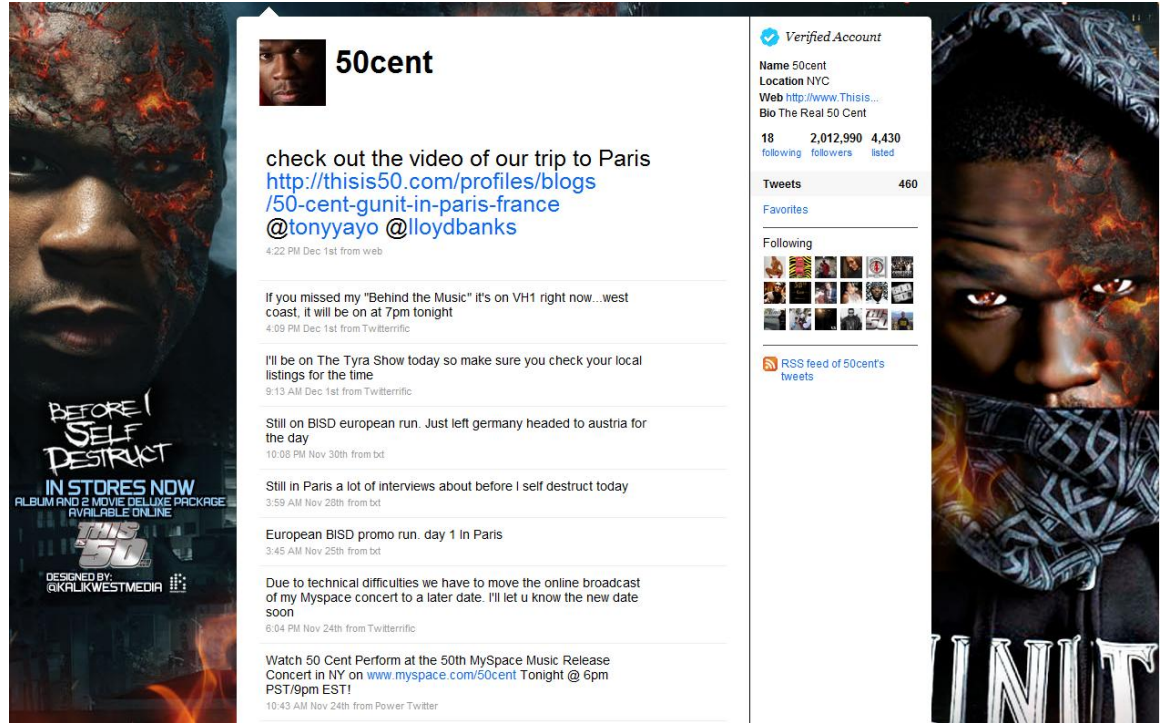 50cent
check out the video of our trip to Paris
http://thisis50.com/profiles/blogs
/50-cent-gunit-in-paris-france
@tonyyayo @lloydbanks
4:22 PM Dec 1st from web
If you missed my "Behind the Music" it's on VH1 right now...west
coast, it will be on at 7pm tonight
4:09 PM Dec 1st from Twitterrific
I'll be on The Tyra Show today so make sure you check your local
listings for the time
9:13 AM Dec 1st from Twitterrific
Still on BISD european run. Just left germany headed to austria for
the day
10:08 PM Nov 30th from txt
Still in Paris a lot of interviews about before I self destruct today
3:59 AM Nov 28th from txt
European BISD promo run. day 1 In Paris
3:45 AM Nov 25th from txt
Due to technical difficulties we have to move the online broadcast
of my Myspace concert to a later date. I'll let u know the new date
soon
6:04 PM Nov 24th from Twitterrific
Watch 50 Cent Perform at the 50th MySpace Music Release
Concert in NY on www.myspace.com/50cent Tonight @ 6pm
PST/9pm EST!
10:43 AM Nov 24th from Power Twitter
Verified Account
Name 50cent
Location NYC
Web http://www.Thisis...
Bio The Real 50 Cent
18 2,012,990 4,430
following followers listed
Tweets 460
Favorites
Following
RSS feed of 50cent's
tweets
BEFORE I
SELF
DESTRUCT
IN STORES NOW
ALBUM AND 2 MOVIE DELUXE PACKAGE
AVAILABLE ONLINE
THIS
IS 50
DESIGNED BY:
@KALIKWESTMEDIA
UNIT